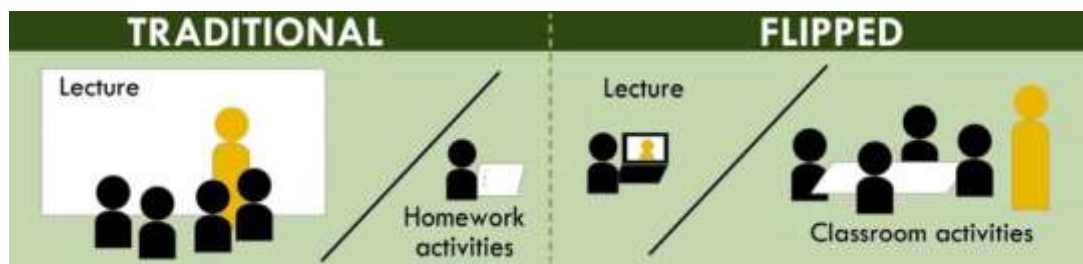 TRADITIONAL
Lecture
Homework
activities
FLIPPED
Lecture
Classroom activities